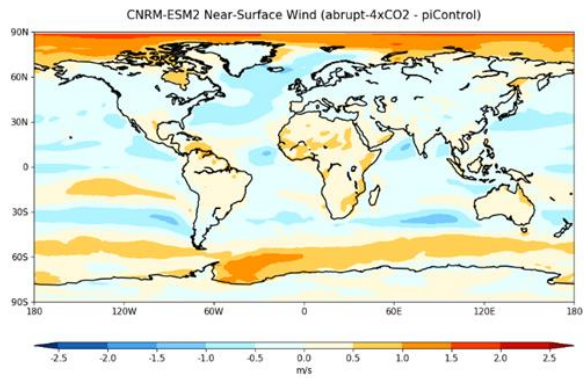 CNRM-ESM2 Near-Surface Wind (abrupt-4xCO2 - piControl)
90N
60N
30N
0
30S
60S
90S
180 120W 60W 0 60E 120E 180
-2.5 -2.0 -1.5 -1.0 -0.5 0.0 0.5 1.0 1.5 2.0 2.5
m/s